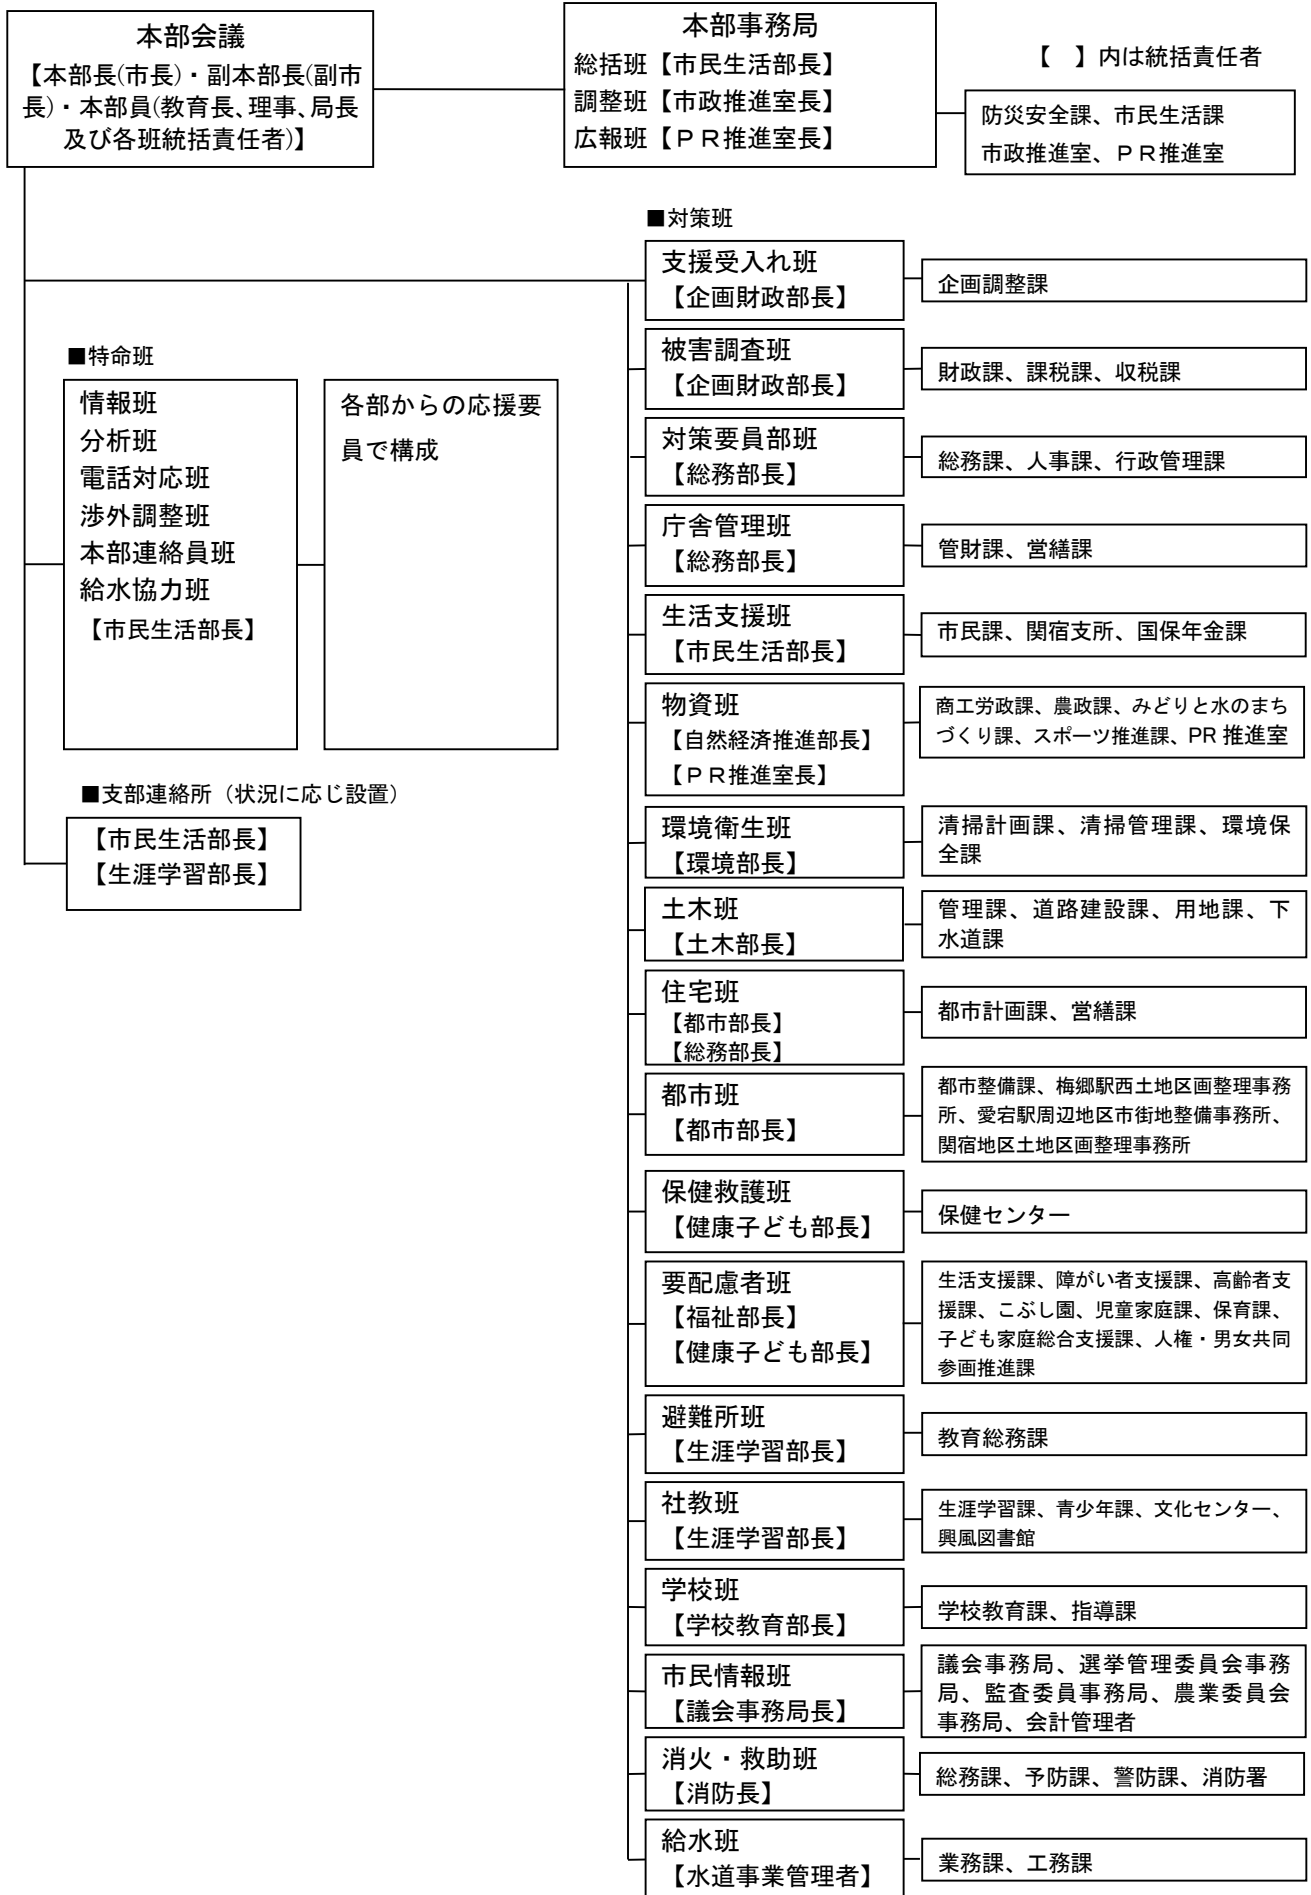 本部会議
【本部長(市長)・副本部長(副市
長)・本部員(教育長、理事、局長
及び各班統括責任者)】
本部事務局
総括班【市民生活部長】
調整班【市政推進室長】
広報班【ＰＲ推進室長】
【　】内は統括責任者
防災安全課、市民生活課
市政推進室、ＰＲ推進室
■対策班
支援受入れ班
【企画財政部長】
企画調整課
被害調査班
【企画財政部長】
財政課、課税課、収税課
対策要員部班
【総務部長】
総務課、人事課、行政管理課
庁舎管理班
【総務部長】
管財課、営繕課
生活支援班
【市民生活部長】
市民課、関宿支所、国保年金課
物資班
【自然経済推進部長】
【ＰＲ推進室長】
商工労政課、農政課、みどりと水のまち
づくり課、スポーツ推進課、PR 推進室
環境衛生班
【環境部長】
清掃計画課、清掃管理課、環境保
全課
土木班
【土木部長】
管理課、道路建設課、用地課、下
水道課
住宅班
【都市部長】
【総務部長】
都市計画課、営繕課
都市班
【都市部長】
都市整備課、梅郷駅西土地区画整理事務
所、愛宕駅周辺地区市街地整備事務所、
関宿地区土地区画整理事務所
保健救護班
【健康子ども部長】
保健センター
要配慮者班
【福祉部長】
【健康子ども部長】
生活支援課、障がい者支援課、高齢者支
援課、こぶし園、児童家庭課、保育課、
子ども家庭総合支援課、人権・男女共同
参画推進課
避難所班
【生涯学習部長】
教育総務課
社教班
【生涯学習部長】
生涯学習課、青少年課、文化センター、
興風図書館
学校班
【学校教育部長】
学校教育課、指導課
市民情報班
【議会事務局長】
議会事務局、選挙管理委員会事務
局、監査委員事務局、農業委員会
事務局、会計管理者
消火・救助班
【消防長】
総務課、予防課、警防課、消防署
給水班
【水道事業管理者】
業務課、工務課
■特命班
情報班
分析班
電話対応班
渉外調整班
本部連絡員班
給水協力班
【市民生活部長】
各部からの応援要
員で構成
■支部連絡所（状況に応じ設置）
【市民生活部長】
【生涯学習部長】